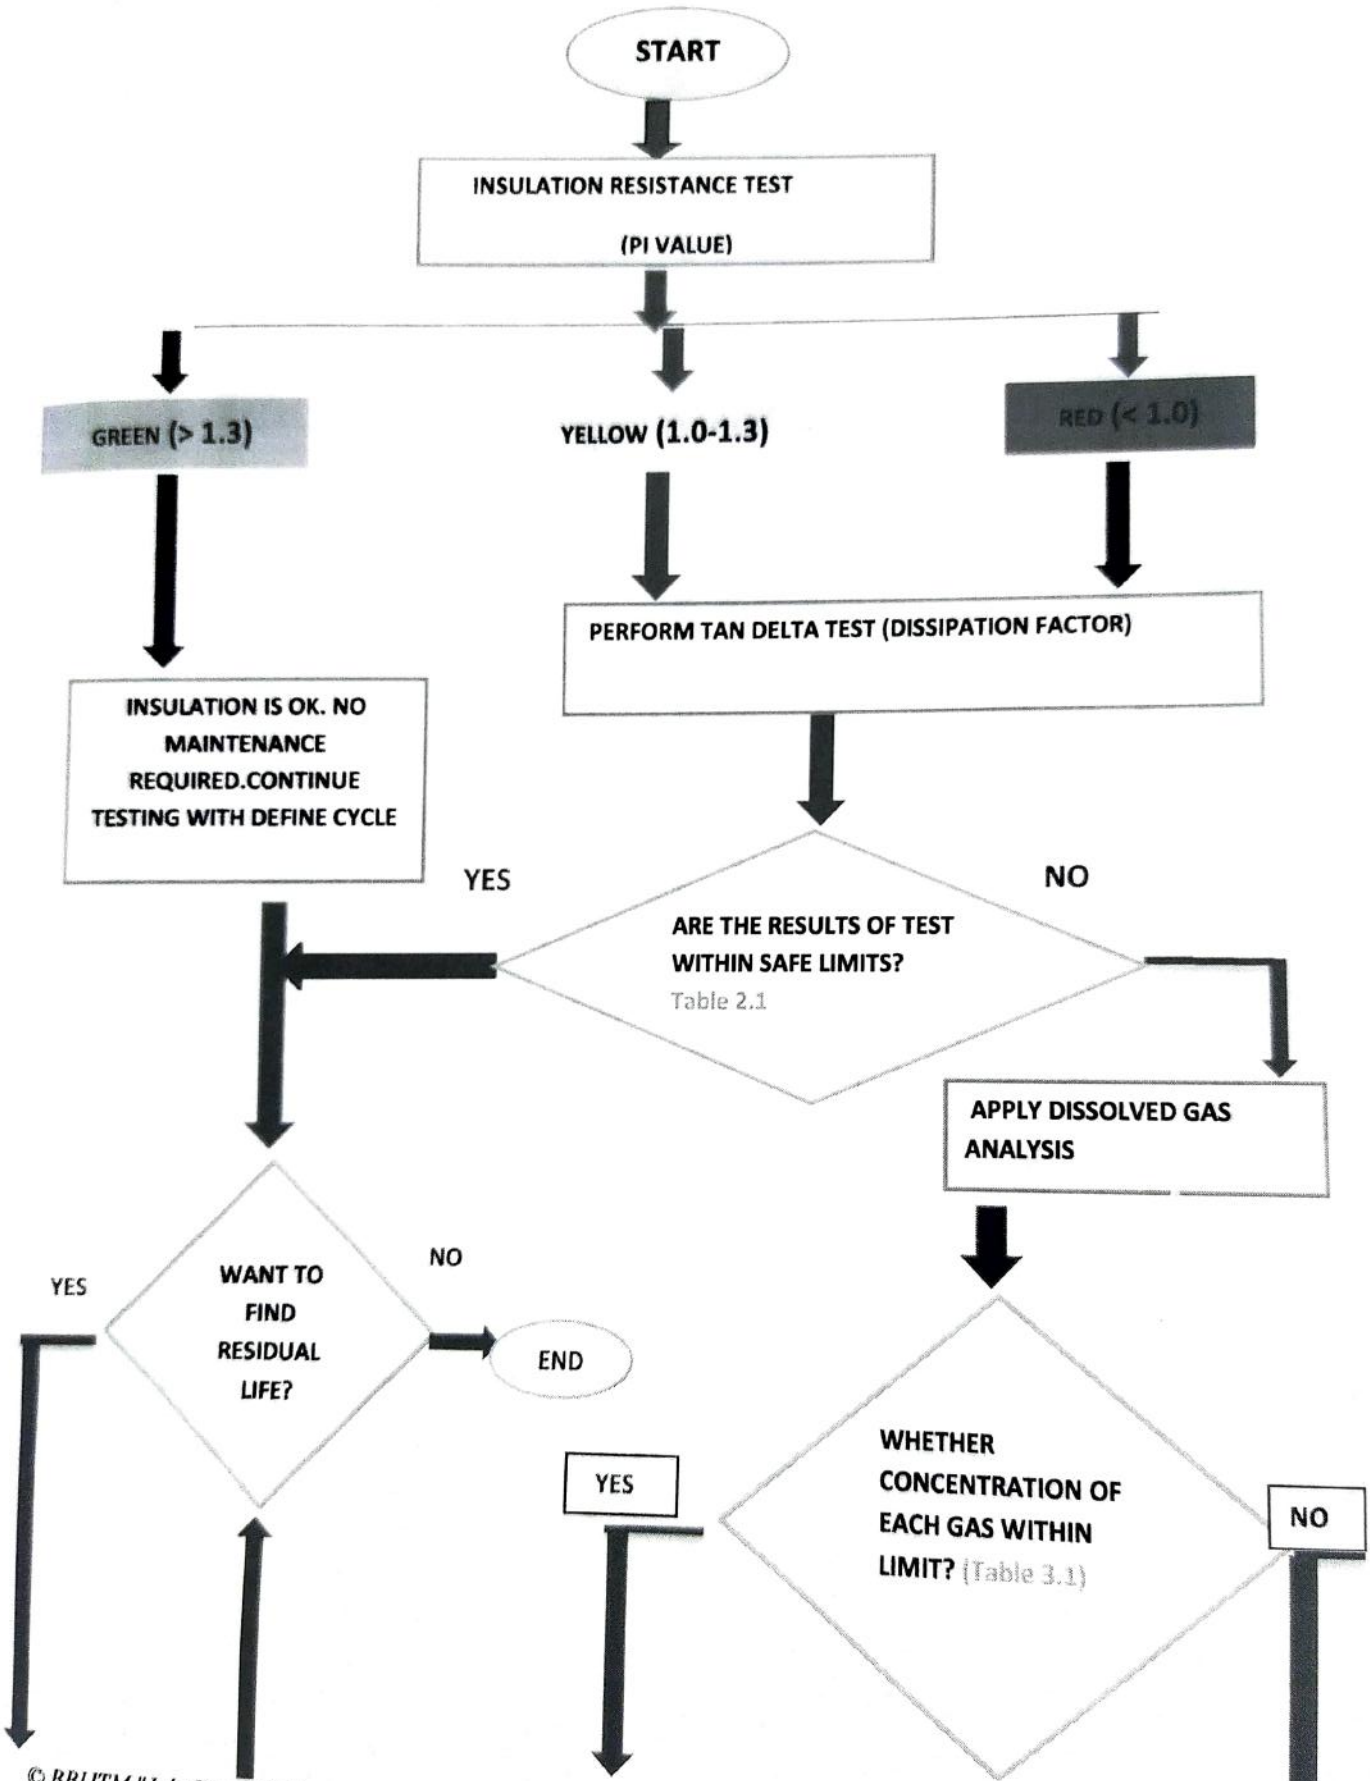 START
INSULATION RESISTANCE TEST
(PI VALUE)
GREEN (> 1.3)
YELLOW (1.0-1.3)
RED (< 1.0)
PERFORM TAN DELTA TEST (DISSIPATION FACTOR)
INSULATION IS OK. NO
MAINTENANCE
REQUIRED.CONTINUE
TESTING WITH DEFINE CYCLE
YES
NO
ARE THE RESULTS OF TEST
WITHIN SAFE LIMITS?
Table 2.1
APPLY DISSOLVED GAS
ANALYSIS
YES
NO
WANT TO
FIND
RESIDUAL
LIFE?
END
YES
NO
WHETHER
CONCENTRATION OF
EACH GAS WITHIN
LIMIT? (Table 3.1)
©